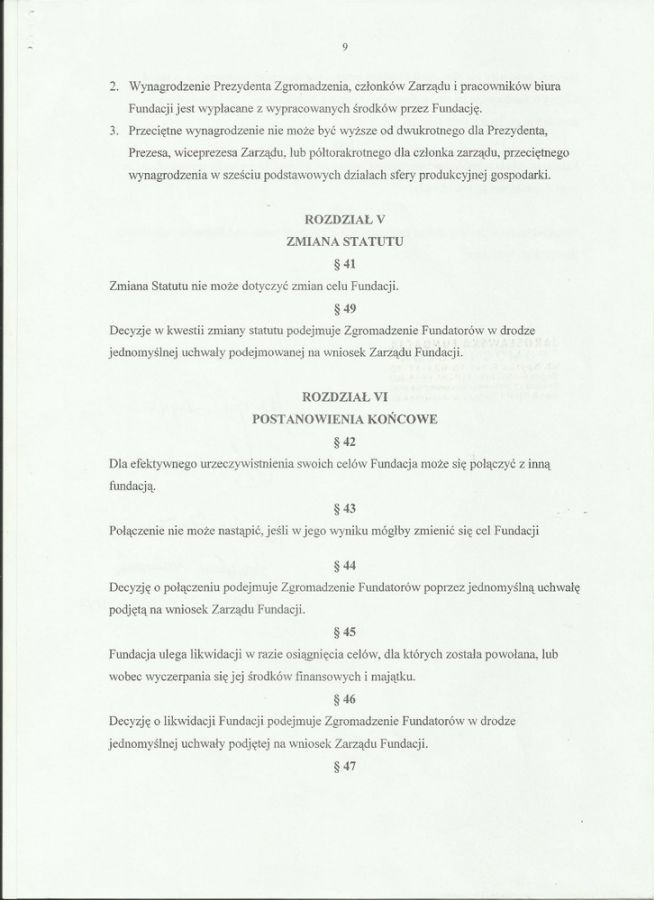 9
2. Wynagrodzenie Prezydenta Zgromadzenia, członków Zarządu i pracowników biura
Fundacji jest wypłacane z wypracowanych środków przez Fundację.
3. Przeciętne wynagrodzenie nie może być wyższe od dwukrotnego dla Prezydenta,
Prezesa, wiceprezesa Zarządu, lub półtorakrotnego dla członka zarządu, przeciętnego
wynagrodzenia w sześciu podstawowych działach sfery produkcyjnej gospodarki.
ROZDZIAŁ V
ZMIANA STATUTU
§ 41
Zmiana Statutu nie może dotyczyć zmian celu Fundacji.
§ 49
Decyzje w kwestii zmiany statutu podejmuje Zgromadzenie Fundatorów w drodze
jednomyślnej uchwały podejmowanej na wniosek Zarządu Fundacji.
ROZDZIAŁ VI
POSTANOWIENIA KOŃCOWE
§ 42
Dla efektywnego urzeczywistnienia swoich celów Fundacja może się połączyć z inną
fundacją.
§ 43
Połączenie nie może nastąpić, jeśli w jego wyniku mógłby zmienić się cel Fundacji
§ 44
Decyzję o połączeniu podejmuje Zgromadzenie Fundatorów poprzez jednomyślną uchwałę
podjętą na wniosek Zarządu Fundacji.
§ 45
Fundacja ulega likwidacji w razie osiągnięcia celów, dla których została powołana, lub
wobec wyczerpania się jej środków finansowych i majątku.
§ 46
Decyzję o likwidacji Fundacji podejmuje Zgromadzenie Fundatorów w drodze
jednomyślnej uchwały podjętej na wniosek Zarządu Fundacji.
§ 47